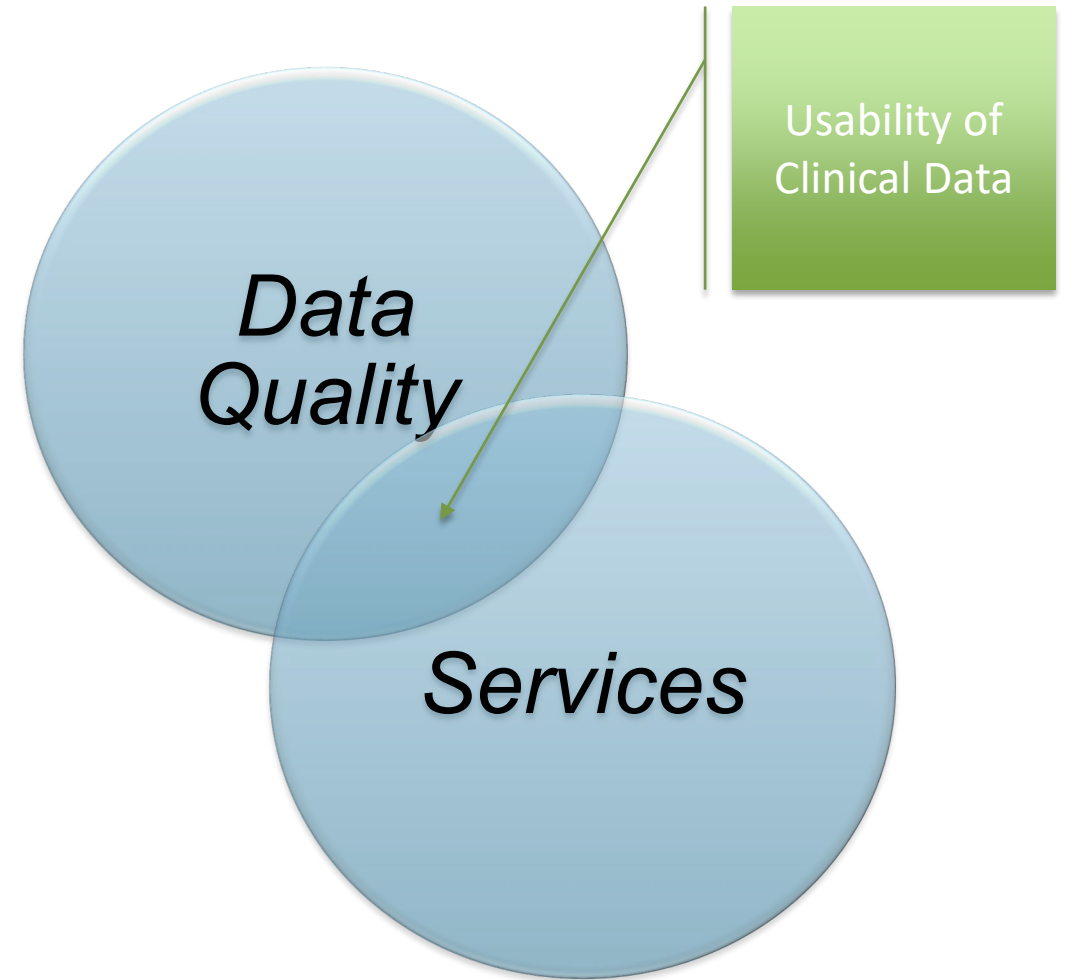 Usability of
Clinical Data
Data
Quality
Services